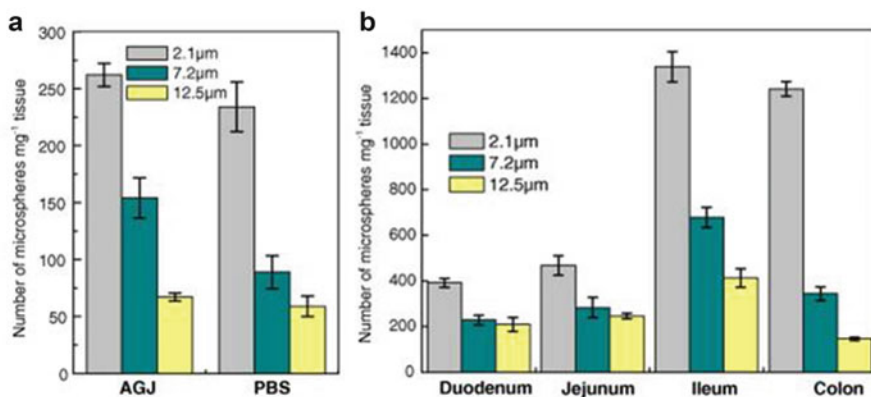 a
300
250
200
150
100
50
0
Number of microspheres mg⁻¹ tissue
2.1µm
7.2µm
12.5µm
AGJ PBS
b
1400
1200
1000
800
600
400
200
0
Number of microspheres mg⁻¹ tissue
2.1µm
7.2µm
12.5µm
Duodenum Jejunum Ileum Colon